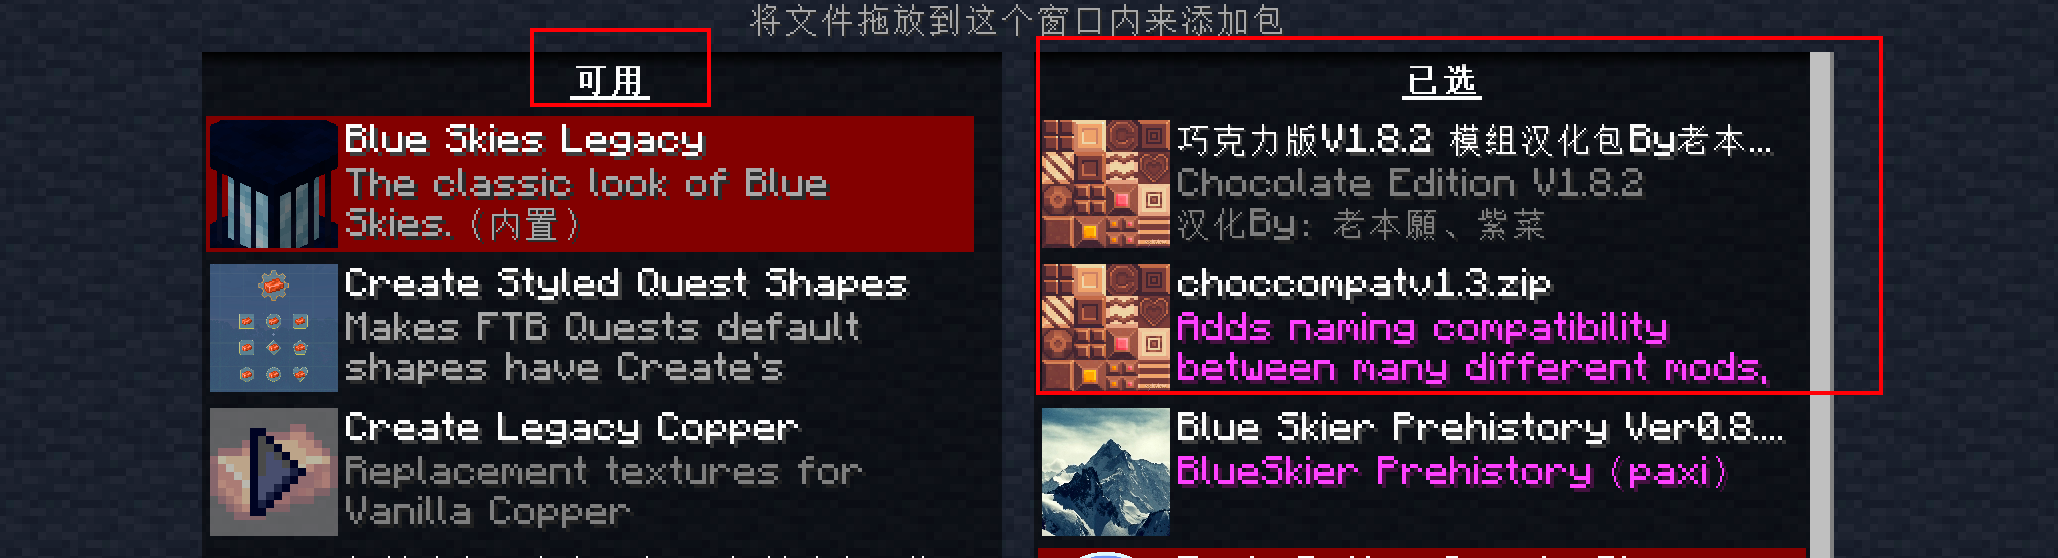 将文件拖放到这个窗口内来添加包
可用
Blue Skies Legacy
The classic look of Blue
Skies. (内置)
Create Styled Quest Shapes
Makes FTB Quests default
shapes have Create's
Create Legacy Copper
Replacement textures for
Vanilla Copper
已选
巧克力版V1.8.2 模组汉化包By老本...
Chocolate Edition V1.8.2
汉化By: 老本願、紫菜
choccompatv1.3.zip
Adds naming compatibility
between many different mods,
Blue Skier Prehistory Ver0.8....
BlueSkier Prehistory (paxi)